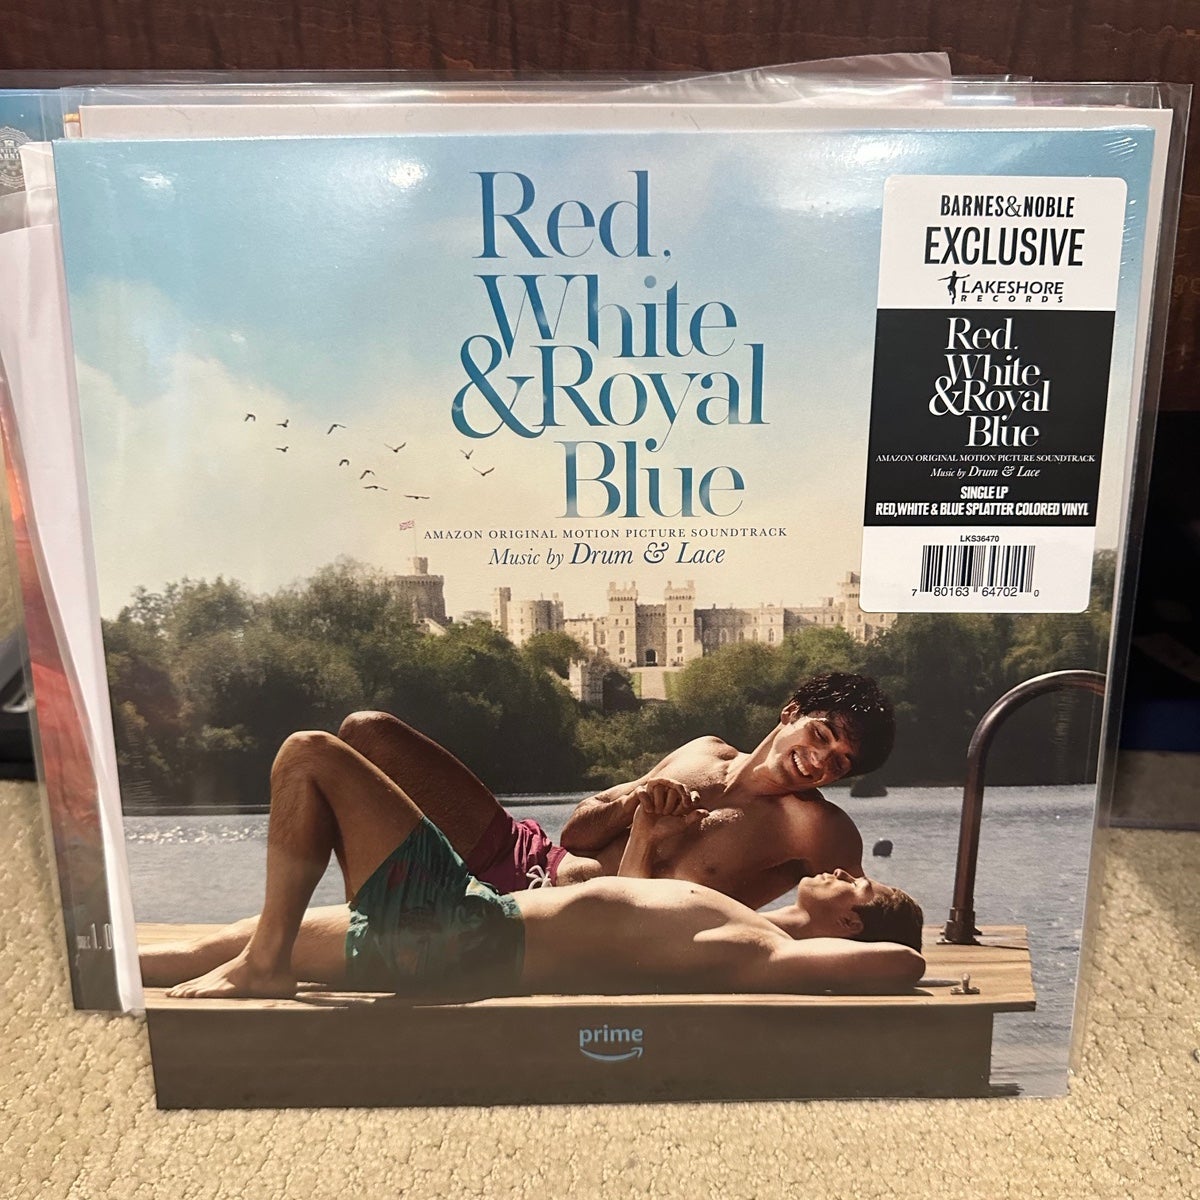 Red,
White
& Royal
Blue
AMAZON ORIGINAL MOTION PICTURE SOUNDTRACK
Music by Drum & Lace
BARNES&NOBLE
EXCLUSIVE
LAKESHORE
RECORDS
Red,
White
& Royal
Blue
AMAZON ORIGINAL MOTION PICTURE SOUNDTRACK
Music by Drum & Lace
SINGLE LP
RED, WHITE & BLUE SPLATTER COLORED VINYL
LKS36470
7 80163 64702 0
prime